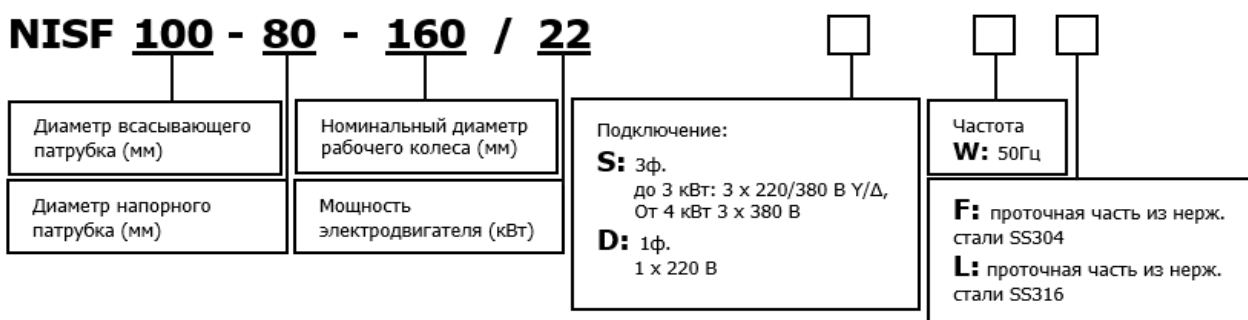 NISF 100 - 80 - 160 / 22
Диаметр всасывающего
патрубка (мм)
Номинальный диаметр
рабочего колеса (мм)
Диаметр напорного
патрубка (мм)
Мощность
электродвигателя (кВт)
Подключение:
S: 3ф.
до 3 кВт: 3 x 220/380 В Y/Δ,
От 4 кВт 3 x 380 В
D: 1ф.
1 x 220 В
Частота
W: 50Гц
F: проточная часть из нерж.
стали SS304
L: проточная часть из нерж.
стали SS316